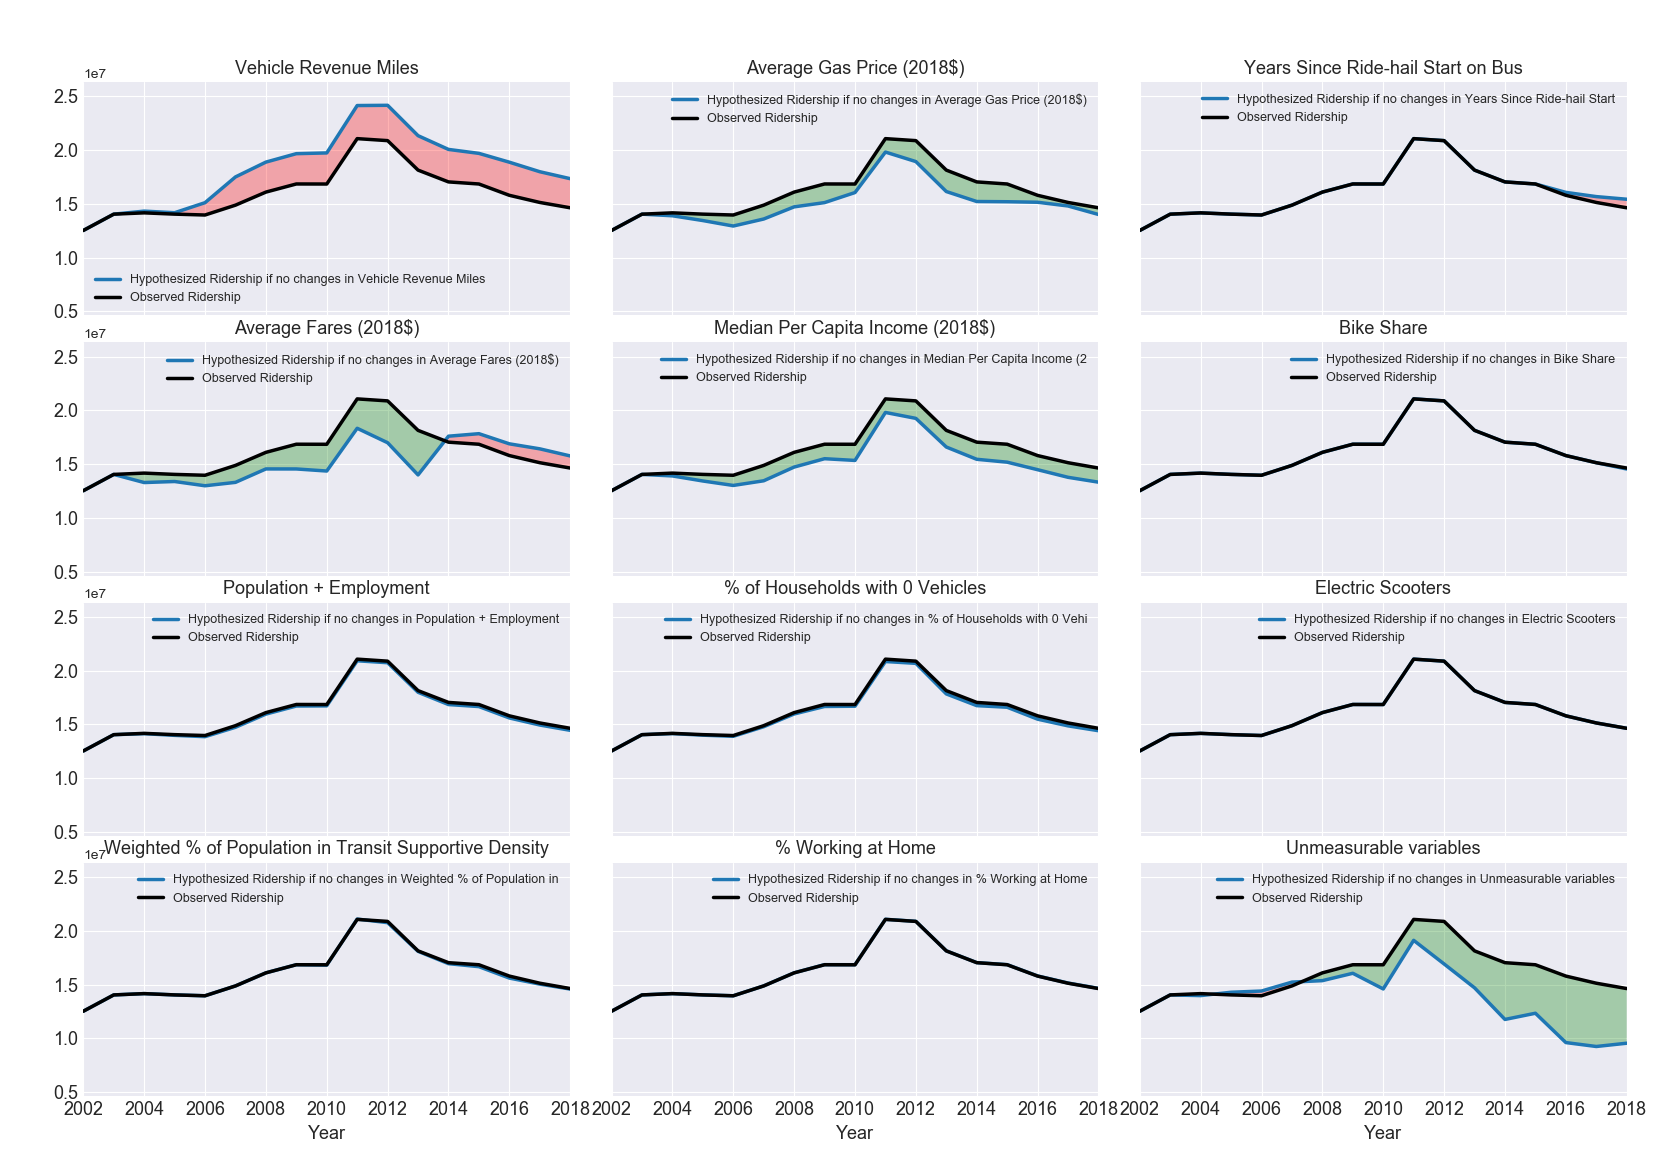 Vehicle Revenue Miles
1e7
2.5
2.0
1.5
1.0
0.5
Hypothesized Ridership if no changes in Vehicle Revenue Miles
Observed Ridership
Average Gas Price (2018$)
Hypothesized Ridership if no changes in Average Gas Price (2018$)
Observed Ridership
Years Since Ride-hail Start on Bus
Hypothesized Ridership if no changes in Years Since Ride-hail Start
Observed Ridership
Average Fares (2018$)
1e7
2.5
2.0
1.5
1.0
0.5
Hypothesized Ridership if no changes in Average Fares (2018$)
Observed Ridership
Median Per Capita Income (2018$)
Hypothesized Ridership if no changes in Median Per Capita Income (2
Observed Ridership
Bike Share
Hypothesized Ridership if no changes in Bike Share
Observed Ridership
Population + Employment
1e7
2.5
2.0
1.5
1.0
0.5
Hypothesized Ridership if no changes in Population + Employment
Observed Ridership
% of Households with 0 Vehicles
Hypothesized Ridership if no changes in % of Households with 0 Vehi
Observed Ridership
Electric Scooters
Hypothesized Ridership if no changes in Electric Scooters
Observed Ridership
Weighted % of Population in Transit Supportive Density
1e7
2.5
2.0
1.5
1.0
0.5
Hypothesized Ridership if no changes in Weighted % of Population in
Observed Ridership
2002 2004 2006 2008 2010 2012 2014 2016 2018
Year
% Working at Home
Hypothesized Ridership if no changes in % Working at Home
Observed Ridership
2002 2004 2006 2008 2010 2012 2014 2016 2018
Year
Unmeasurable variables
Hypothesized Ridership if no changes in Unmeasurable variables
Observed Ridership
2002 2004 2006 2008 2010 2012 2014 2016 2018
Year